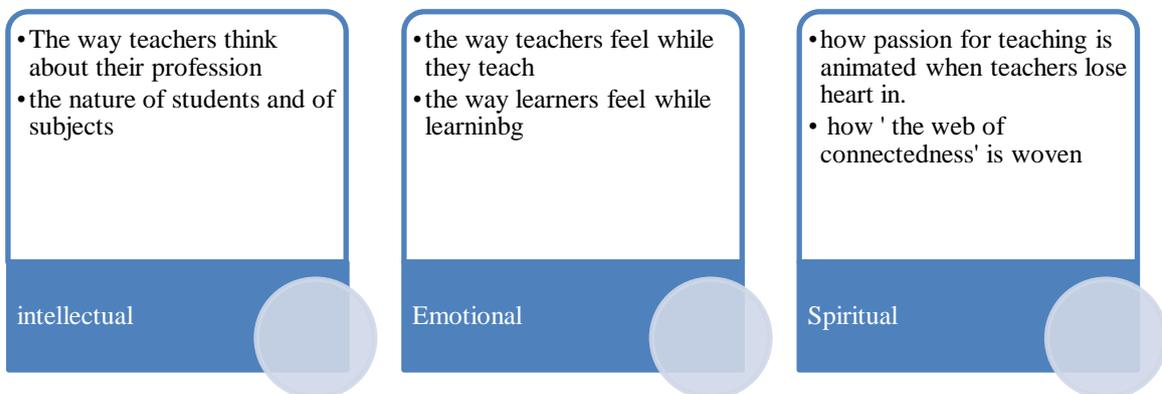 •The way teachers think
about their profession
•the nature of students and of
subjects
intellectual
•the way teachers feel while
they teach
•the way learners feel while
learninbg
Emotional
•how passion for teaching is
animated when teachers lose
heart in.
• how ' the web of
connectedness' is woven
Spiritual